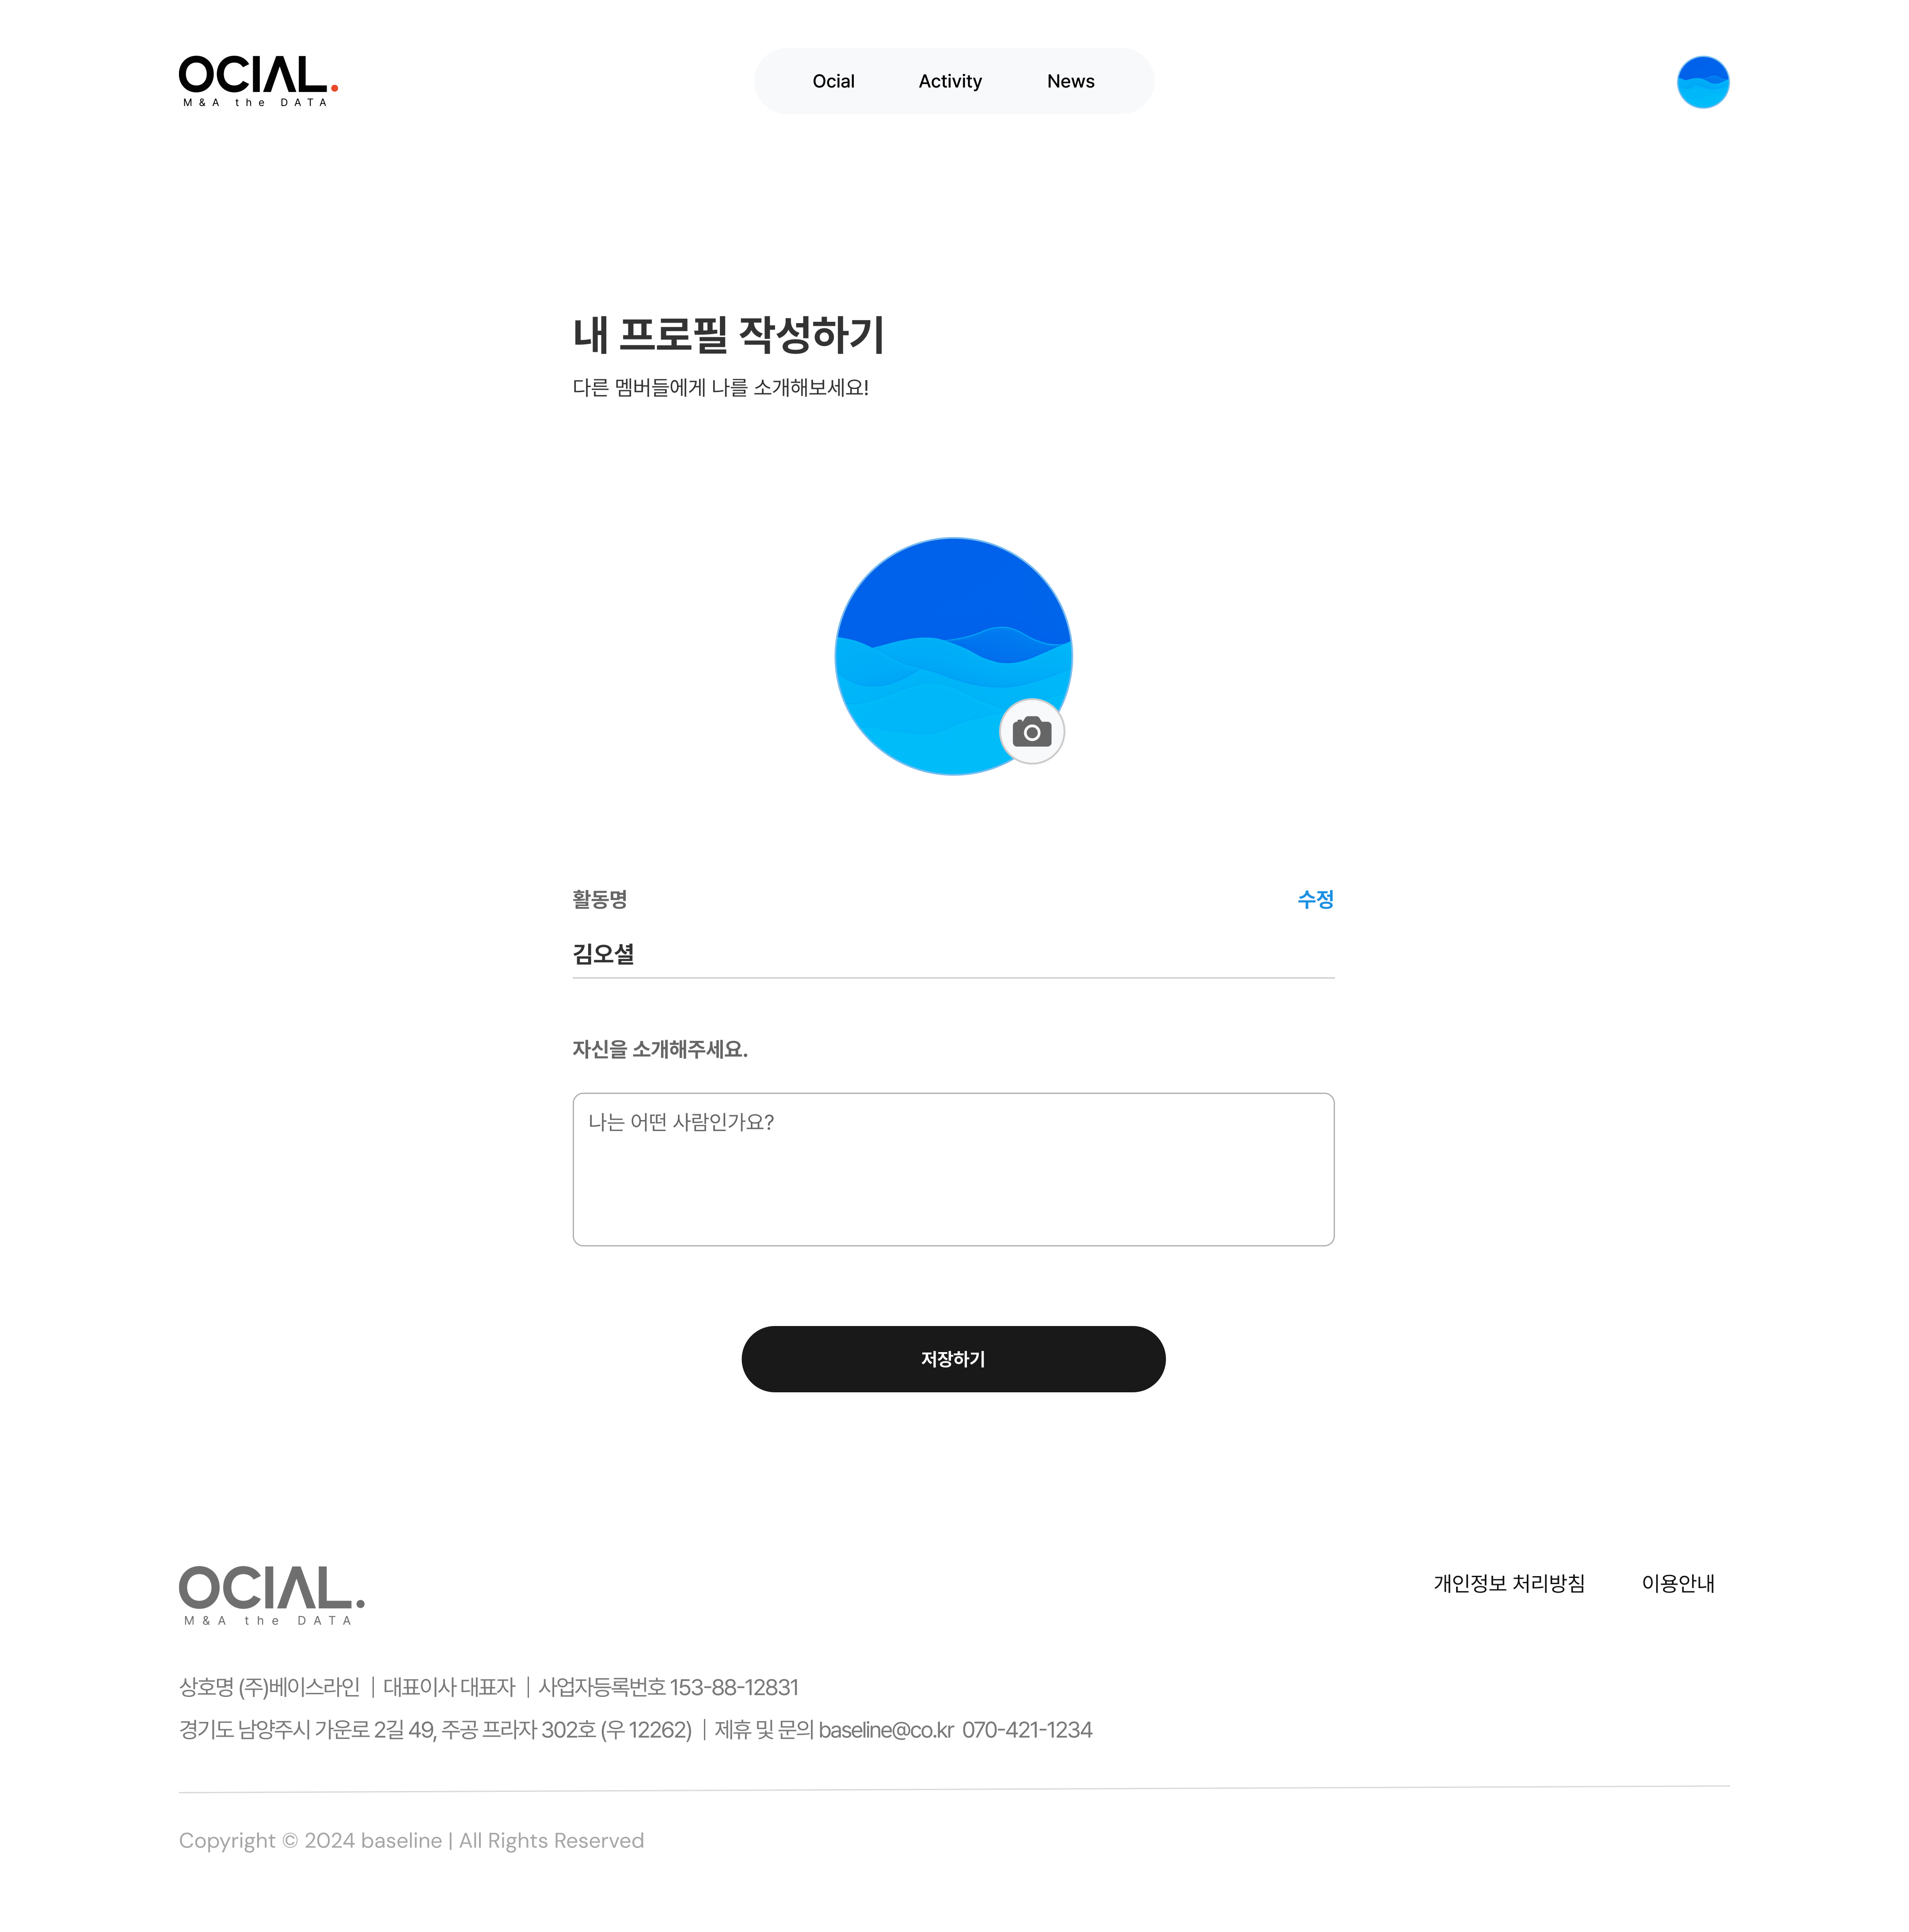 OCIAL.
M & A the DATA
Ocial
Activity
News
내 프로필 작성하기
다른 멤버들에게 나를 소개해보세요!
활동명
수정
김오셜
자신을 소개해주세요.
나는 어떤 사람인가요?
저장하기
OCIAL.
M & A the DATA
개인정보 처리방침
이용안내
상호명 (주)베이스라인 | 대표이사 대표자 | 사업자등록번호 153-88-12831
경기도 남양주시 가운로 2길 49, 주공 프라자 302호 (우 12262) | 제휴 및 문의 baseline@co.kr 070-421-1234
Copyright © 2024 baseline | All Rights Reserved